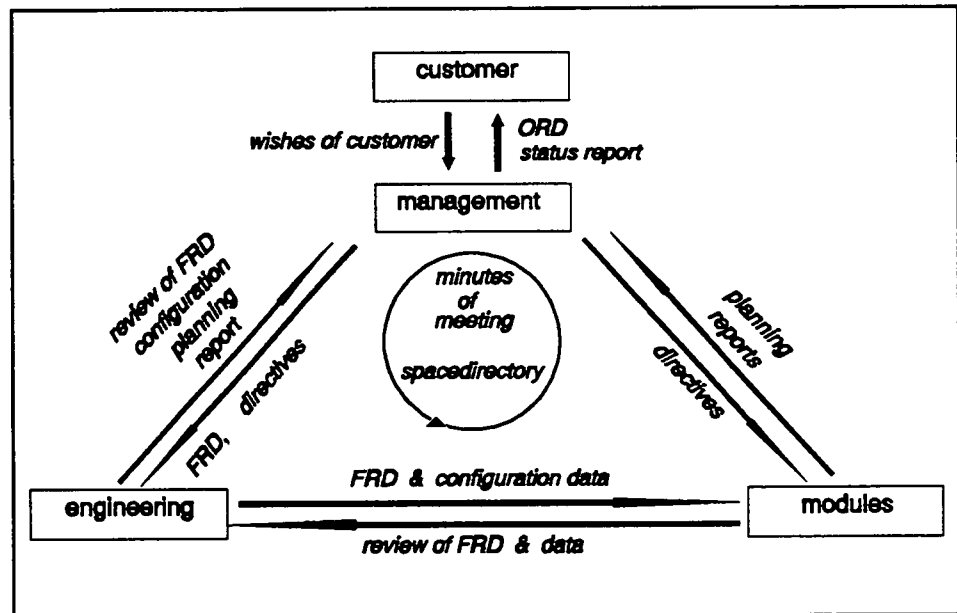 customer
wishes of customer
ORD
status report
management
review of FRD
configuration
planning
report
FRD, directives
minutes
of
meeting
spacedirectory
planning
reports
directives
FRD & configuration data
engineering
modules
review of FRD & data